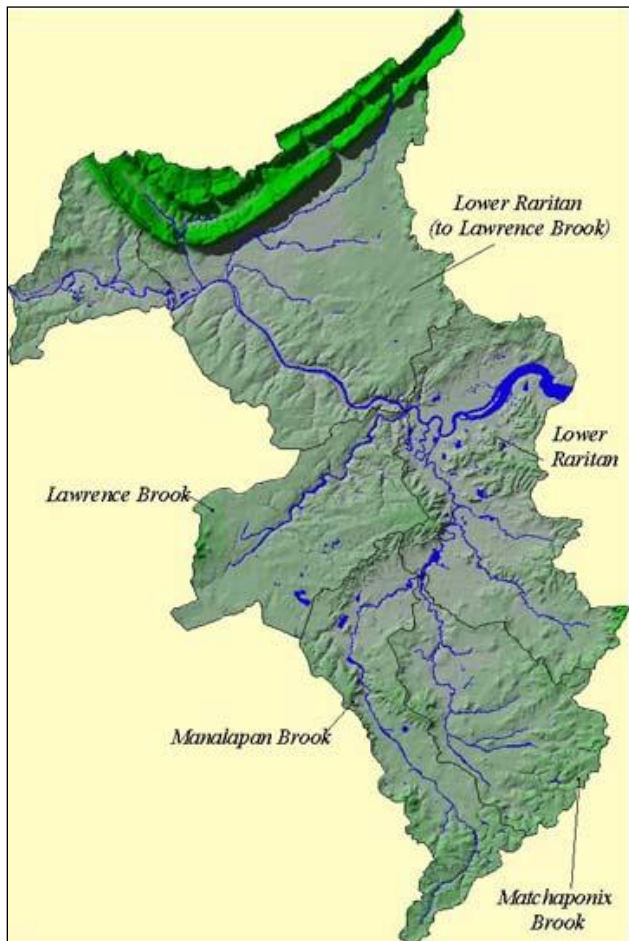 Lower Raritan
(to Lawrence Brook)
Lower
Raritan
Lawrence Brook
Manalapan Brook
Matchaponix
Brook